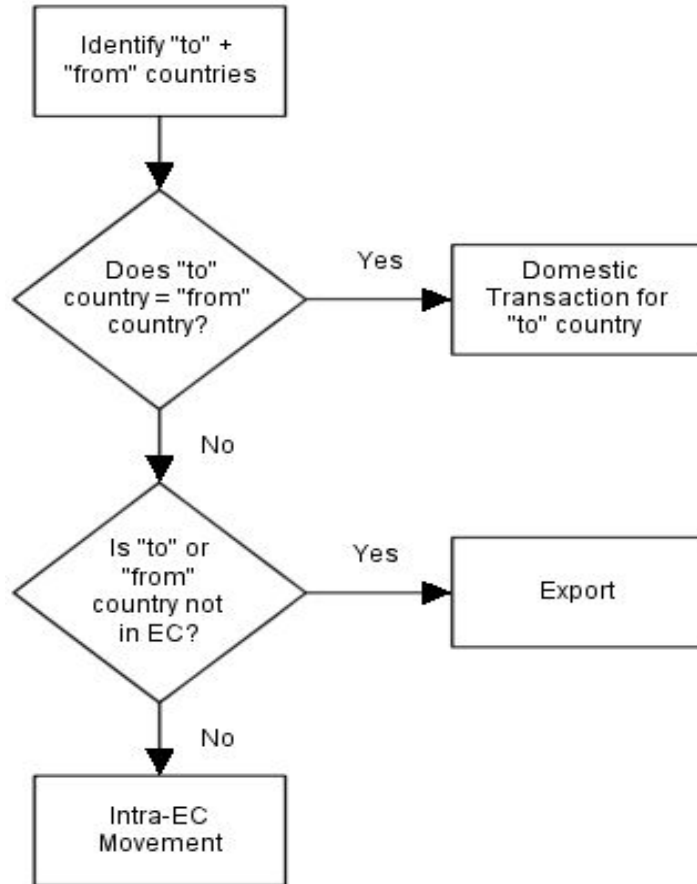 Identify "to" +
"from" countries
Does "to"
country = "from"
country?
Yes
Domestic
Transaction for
"to" country
No
Is "to" or
"from"
country not
in EC?
Yes
Export
No
Intra-EC
Movement